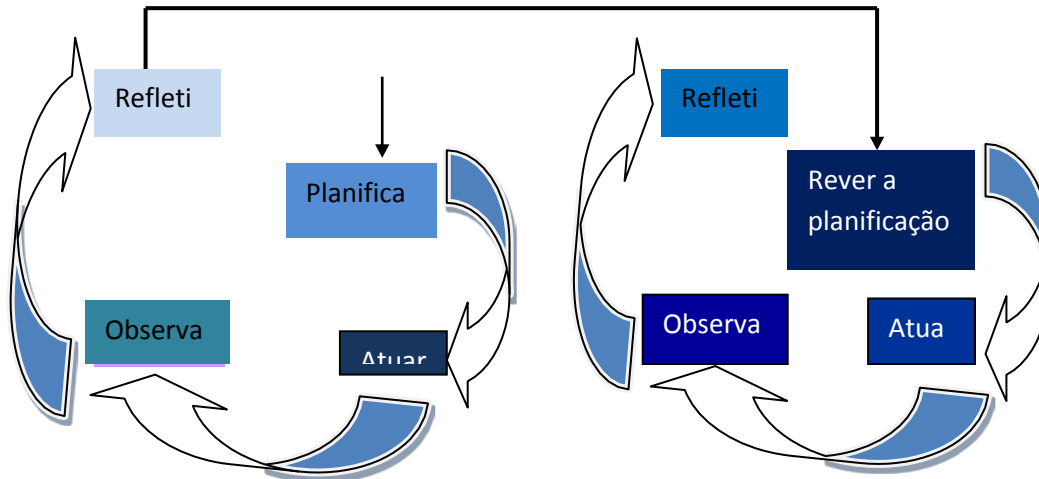 Refleti
Planifica
Atuar
Observa
Refleti
Rever a
planificação
Atua
Observa